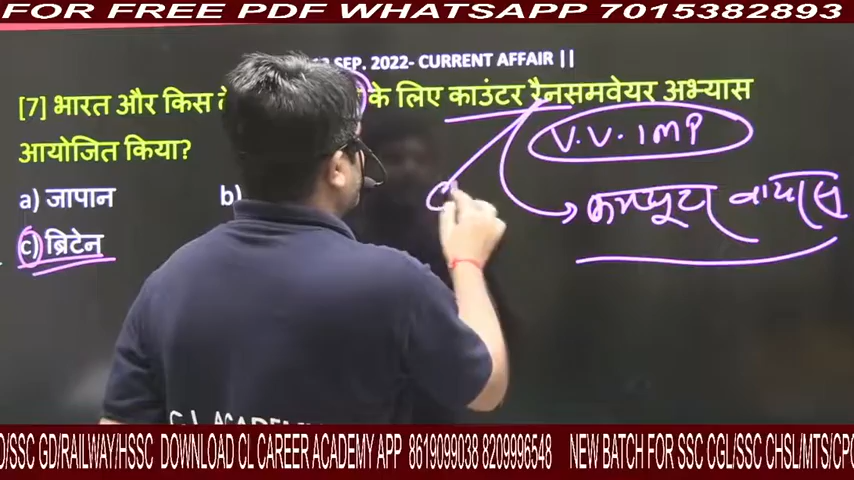 FOR FREE PDF WHATSAPP 7015382893
SEP. 2022- CURRENT AFFAIR ||
[7] भारत और किस के लिए काउंटर रैनसमवेयर अभ्यास
आयोजित किया?
V.V. IMP
a) जापान
b)
कम्प्यूटर वायरस
c) ब्रिटेन
C L ACADEMY
/SSC GD/RAILWAY/HSSC DOWNLOAD CL CAREER ACADEMY APP 8619099038 8209996548 NEW BATCH FOR SSC CGL/SSC CHSL/MTS/CPO